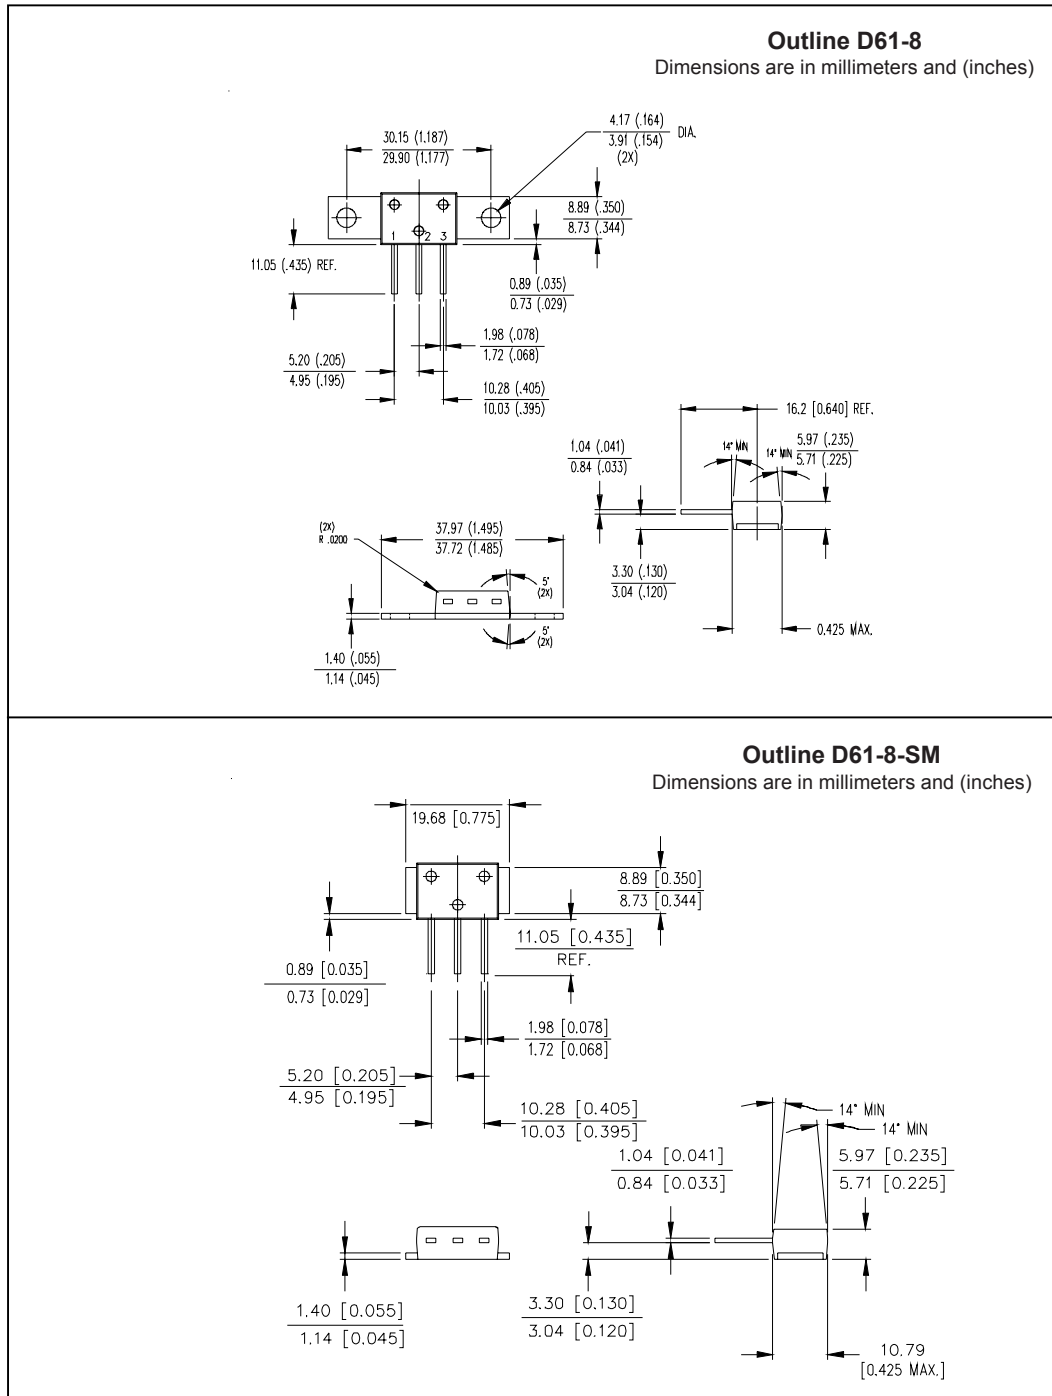 Outline D61-8
Dimensions are in millimeters and (inches)
30.15 (1.187)
29.90 (1.177)
4.17 (.164)
3.91 (.154)
DIA.
(2X)
8.89 (.350)
8.73 (.344)
1 2 3
11.05 (.435) REF.
0.89 (.035)
0.73 (.029)
1.98 (.078)
1.72 (.068)
5.20 (.205)
4.95 (.195)
10.28 (.405)
10.03 (.395)
16.2 [0.640] REF.
1.04 (.041)
0.84 (.033)
14° MIN
14° MIN
5.97 (.235)
5.71 (.225)
(2X)
R .0200
37.97 (1.495)
37.72 (1.485)
5°
(2X)
3.30 (.130)
3.04 (.120)
5°
(2X)
0.425 MAX.
1.40 (.055)
1.14 (.045)
Outline D61-8-SM
Dimensions are in millimeters and (inches)
19.68 [0.775]
8.89 [0.350]
8.73 [0.344]
11.05 [0.435]
REF.
0.89 [0.035]
0.73 [0.029]
1.98 [0.078]
1.72 [0.068]
5.20 [0.205]
4.95 [0.195]
10.28 [0.405]
10.03 [0.395]
14° MIN
14° MIN
1.04 [0.041]
0.84 [0.033]
5.97 [0.235]
5.71 [0.225]
1.40 [0.055]
1.14 [0.045]
3.30 [0.130]
3.04 [0.120]
10.79
[0.425 MAX.]